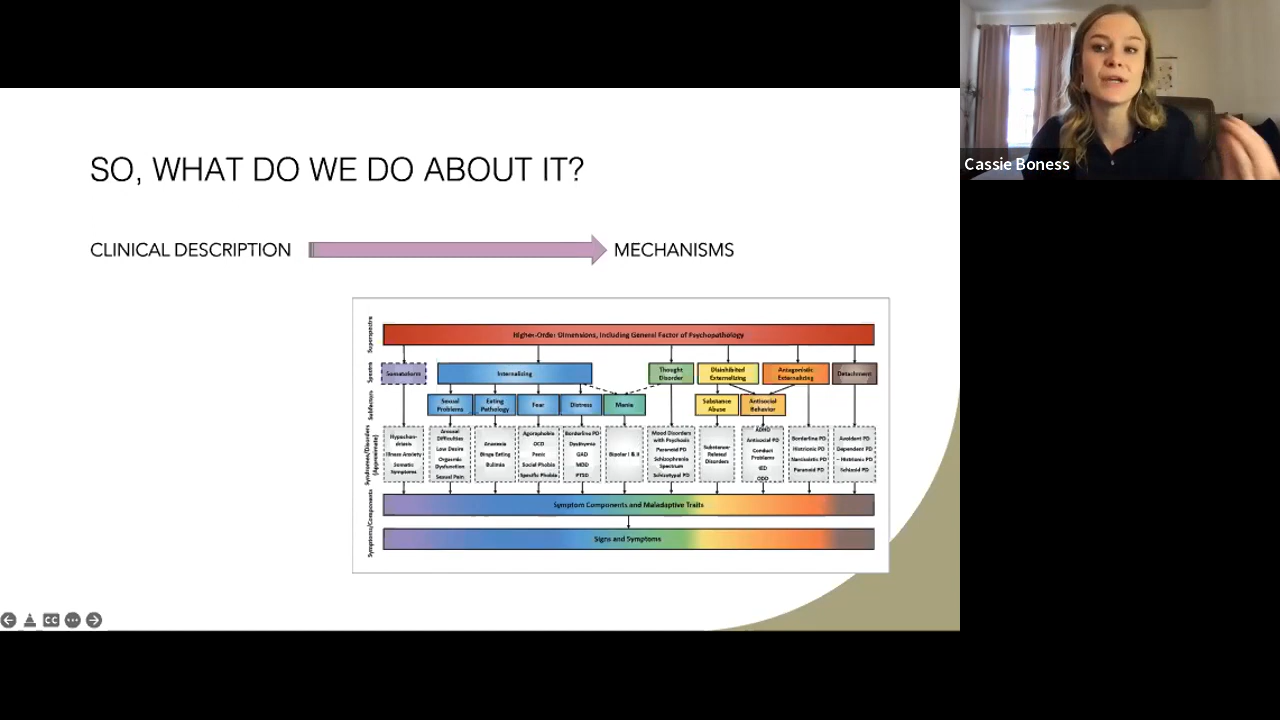 Cassie Boness
SO, WHAT DO WE DO ABOUT IT?
CLINICAL DESCRIPTION
MECHANISMS
Superspectra
Higher-Order Dimensions, Including General Factor of Psychopathology
Spectra
Somatoform
Internalizing
Thought
Disorder
Disinhibited
Externalizing
Antagonistic
Externalizing
Detachment
Subfactors
Sexual
Problems
Eating
Pathology
Fear
Distress
Mania
Substance
Abuse
Antisocial
Behavior
Syndromes/Disorders
(Approximate)
Hypochon-
driasis
Illness Anxiety
Somatic
Symptoms
Arousal
Difficulties
Low Desire
Orgasmic
Dysfunction
Sexual Pain
Anorexia
Binge Eating
Bulimia
Agoraphobia
OCD
Panic
Social Phobia
Specific Phobia
Borderline PD
Dysthymia
GAD
MDD
PTSD
Bipolar I & II
Mood Disorders
with Psychosis
Paranoid PD
Schizophrenia
Spectrum
Schizotypal PD
Substance-
Related
Disorders
ADHD
Antisocial PD
Conduct
Problems
IED
ODD
Borderline PD
Histrionic PD
Narcissistic PD
Paranoid PD
Avoidant PD
Dependent PD
- Histrionic PD
Schizoid PD
Symptoms/Components
Symptom Components and Maladaptive Traits
Signs and Symptoms
CC